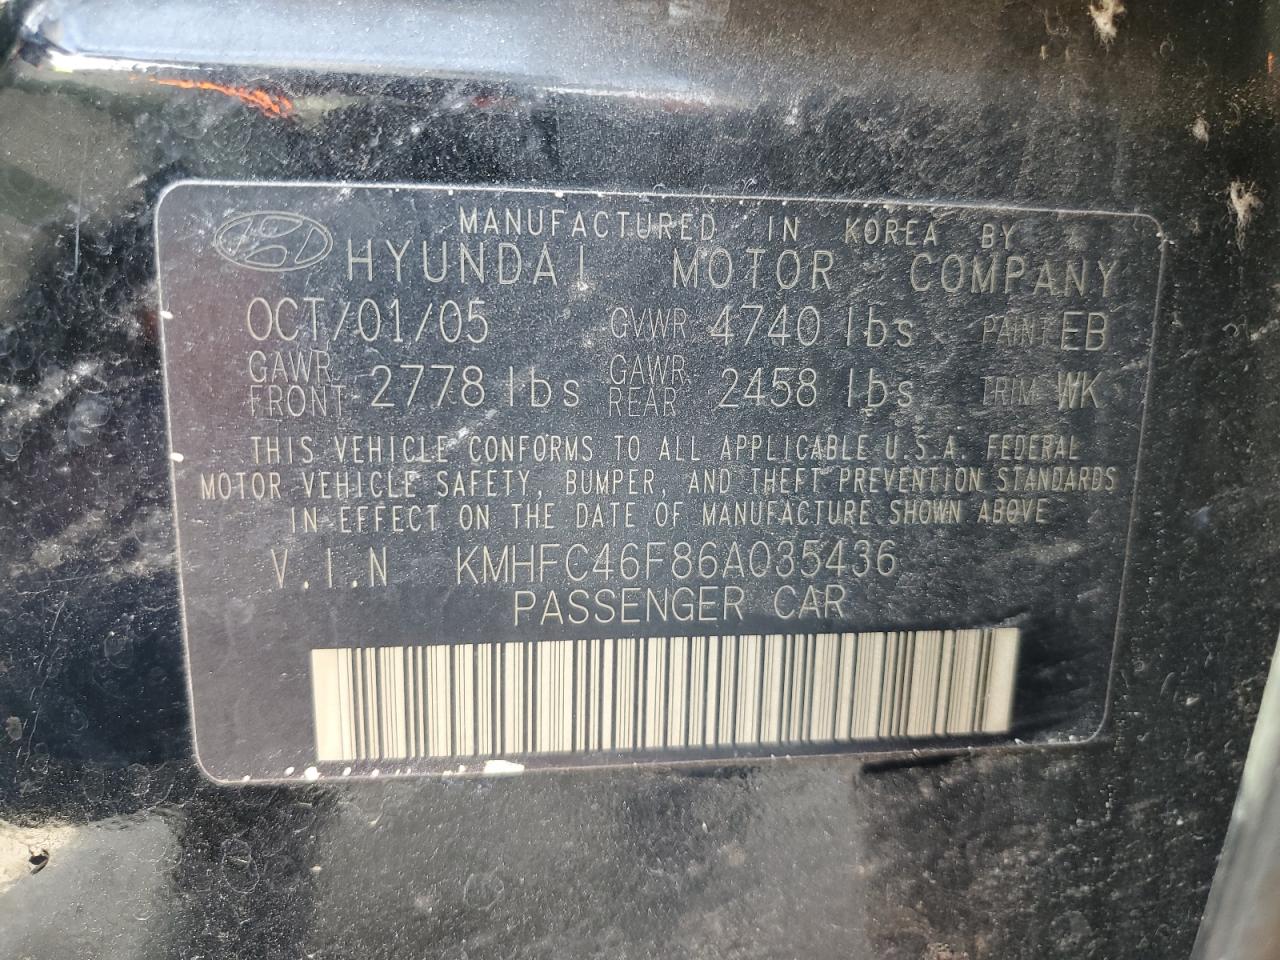 MANUFACTURED IN KOREA BY
HYUNDAI MOTOR COMPANY
OCT/01/05 GVWR 4740 lbs PAINT EB
GAWR FRONT 2778 lbs GAWR REAR 2458 lbs TRIM WK
THIS VEHICLE CONFORMS TO ALL APPLICABLE U.S.A. FEDERAL
MOTOR VEHICLE SAFETY, BUMPER, AND THEFT PREVENTION STANDARDS
IN EFFECT ON THE DATE OF MANUFACTURE SHOWN ABOVE
V.I.N KMHFC46F86A035436
PASSENGER CAR